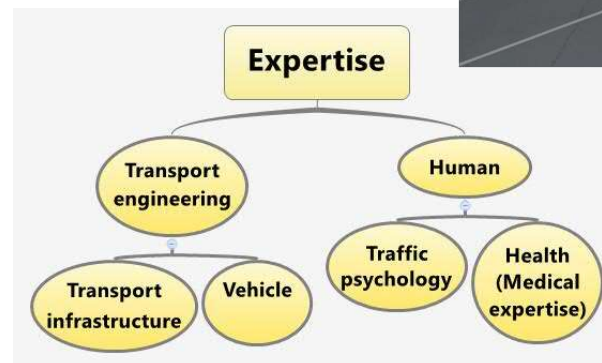 Expertise
Transport
engineering
Human
Transport
infrastructure
Vehicle
Traffic
psychology
Health
(Medical
expertise)